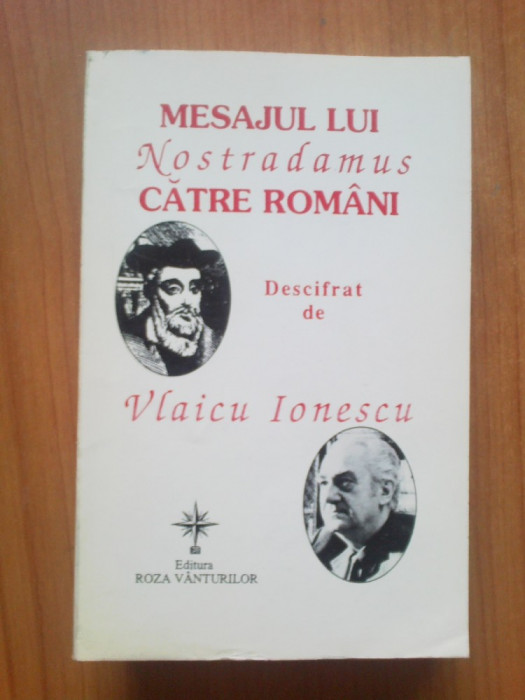 MESAJUL LUI
Nostradamus
CĂTRE ROMÂNI
Descifrat
de
Vlaicu Ionescu
Editura
ROZA VÂNTURILOR